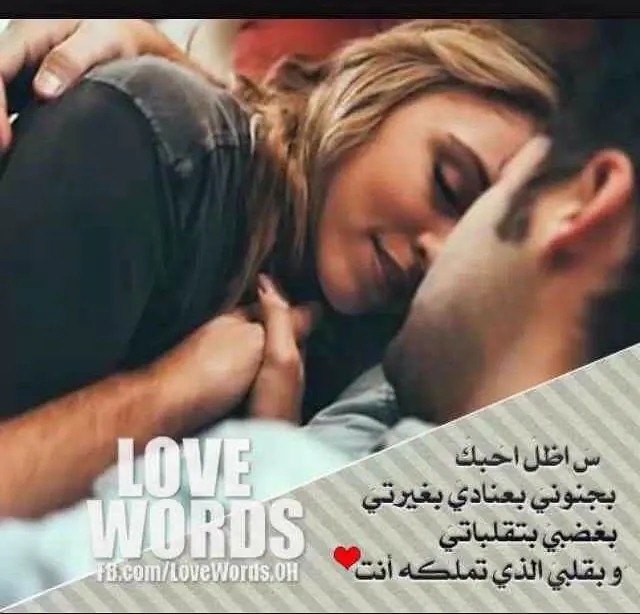 س اظل احبك
بجنوني بعنادي بغيرتي
بغضبي بتقلباتي
و بقلبي الذي تملكه أنت
LOVE
WORDS
FB.com/LoveWords.OH